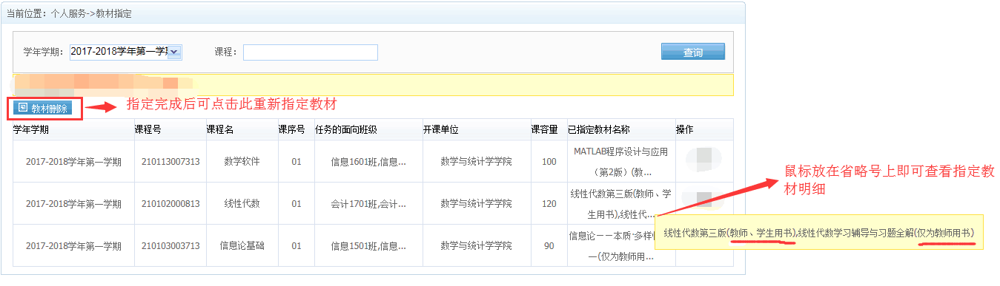 当前位置：个人服务->教材指定
学年学期： 2017-2018学年第一学期 课程： 查询
教材删除 指定完成后可点击此重新指定教材
学年学期 课程号 课程名 课序号 任务的面向班级 开课单位 课容量 已指定教材名称 操作
2017-2018学年第一学期 210113007313 数学软件 01 信息1601班,信息... 数学与统计学学院 100 MATLAB程序设计与应用
（第2版）(教...
鼠标放在省略号上即可查看指定教
材明细
2017-2018学年第一学期 210102000813 线性代数 01 会计1701班,会计... 数学与统计学学院 120 线性代数第三版(教师、学
生用书),线性代...
线性代数第三版(教师、学生用书),线性代数学习辅导与习题全解(仅为教师用书)
2017-2018学年第一学期 210103003713 信息论基础 01 信息1501班,信息... 数学与统计学学院 90 信息论——本质·多样
—(仅为教师用...